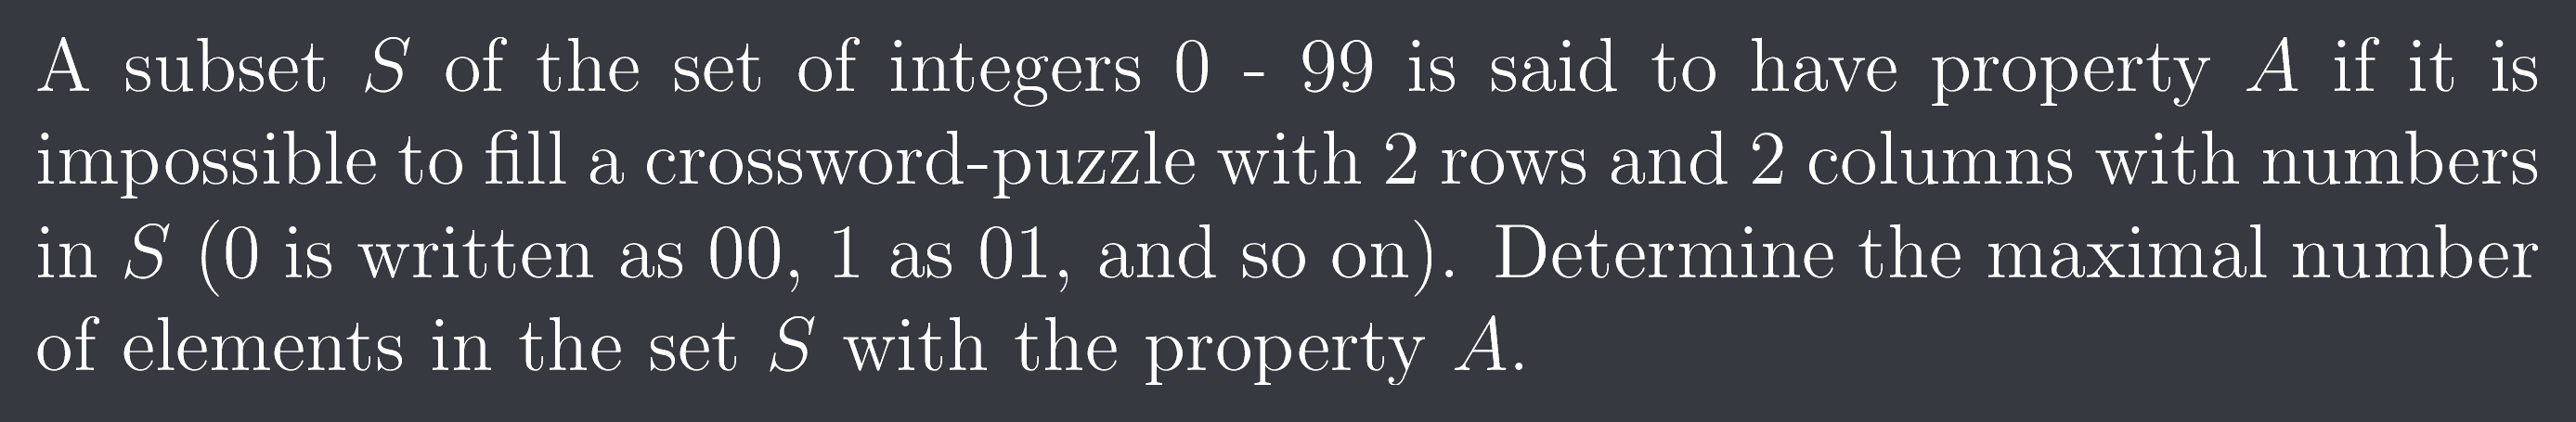 A subset S of the set of integers 0 - 99 is said to have property A if it is
impossible to fill a crossword-puzzle with 2 rows and 2 columns with numbers
in S (0 is written as 00, 1 as 01, and so on). Determine the maximal number
of elements in the set S with the property A.